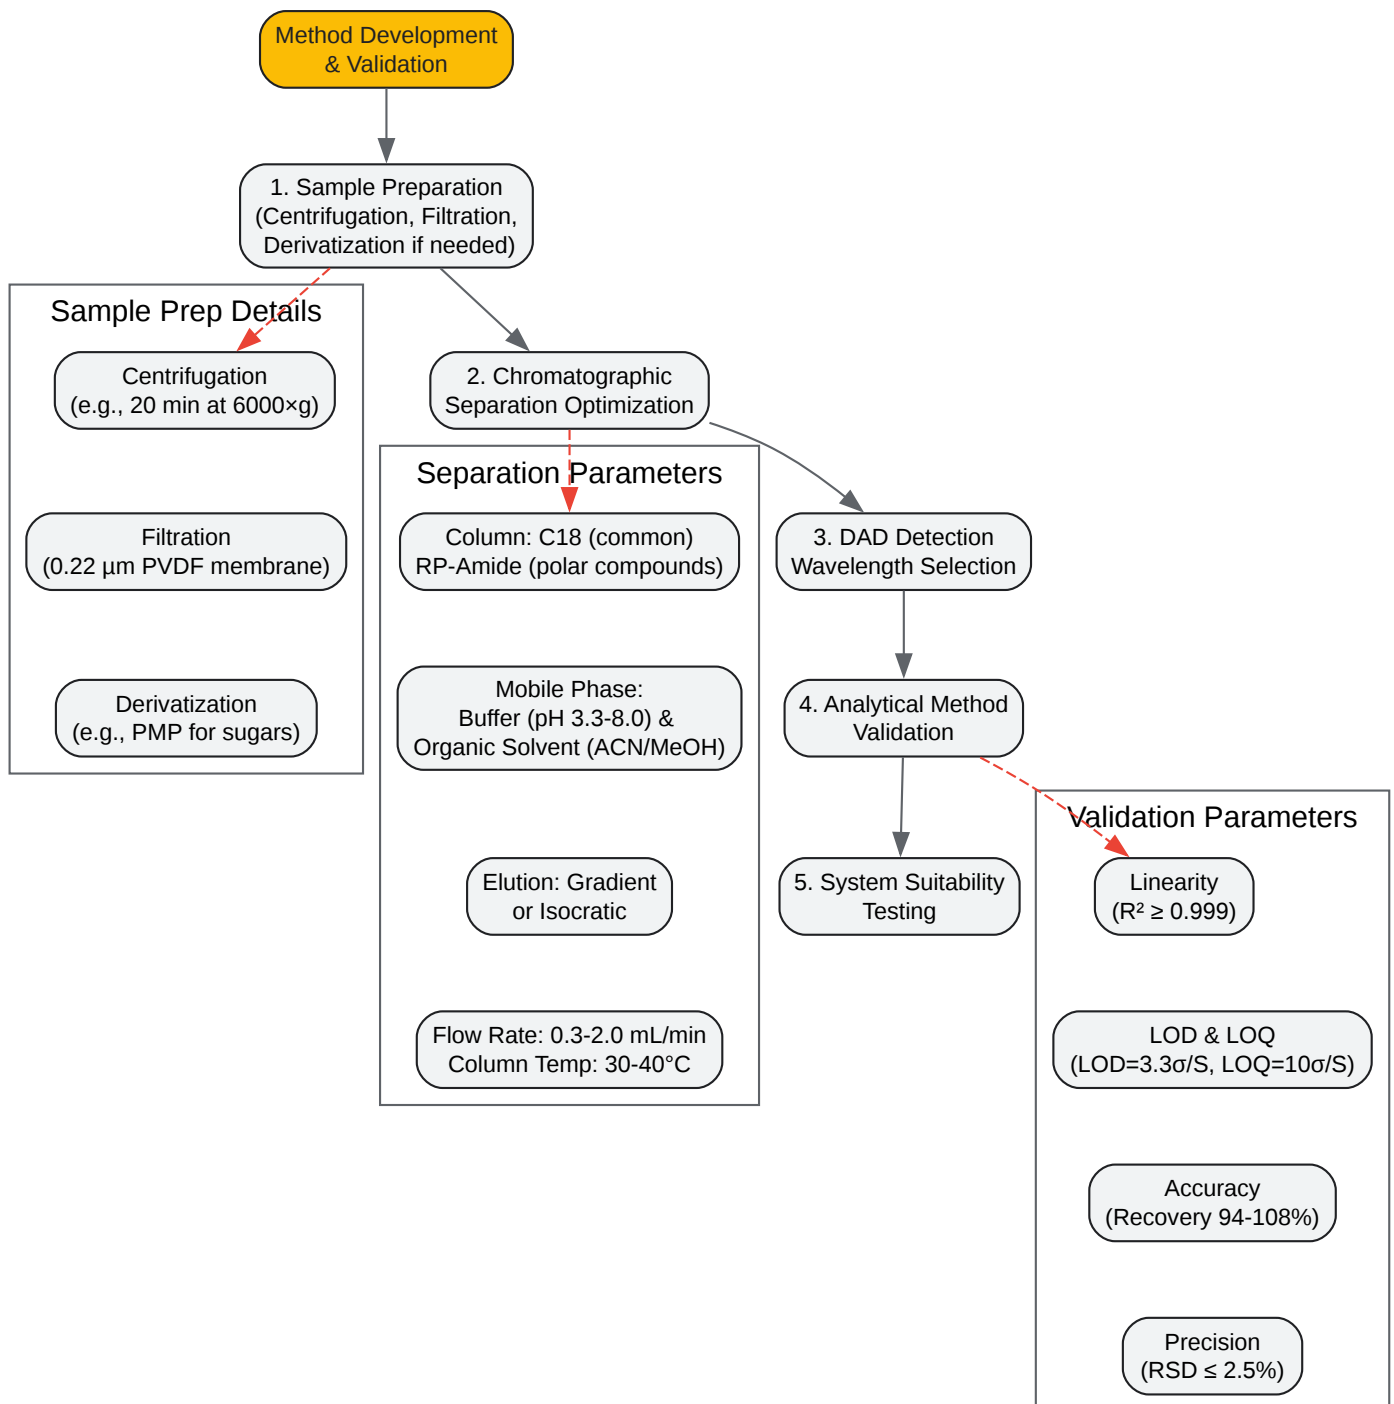 Method Development
& Validation
1. Sample Preparation
(Centrifugation, Filtration,
Derivatization if needed)
Sample Prep Details
Centrifugation
(e.g., 20 min at 6000×g)
Filtration
(0.22 µm PVDF membrane)
Derivatization
(e.g., PMP for sugars)
2. Chromatographic
Separation Optimization
Separation Parameters
Column: C18 (common)
RP-Amide (polar compounds)
Mobile Phase:
Buffer (pH 3.3-8.0) &
Organic Solvent (ACN/MeOH)
Elution: Gradient
or Isocratic
Flow Rate: 0.3-2.0 mL/min
Column Temp: 30-40°C
3. DAD Detection
Wavelength Selection
4. Analytical Method
Validation
5. System Suitability
Testing
Validation Parameters
Linearity
(R² ≥ 0.999)
LOD & LOQ
(LOD=3.3σ/S, LOQ=10σ/S)
Accuracy
(Recovery 94-108%)
Precision
(RSD ≤ 2.5%)